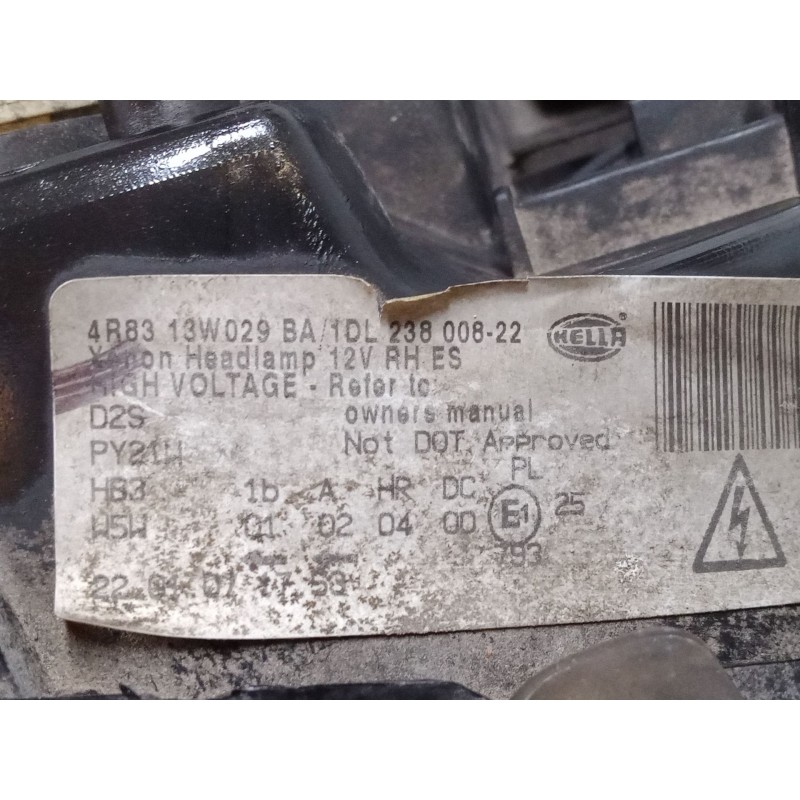 4R83 13W029 BA/1DL 238 008-22
HELLA
Xenon Headlamp 12V RH ES
HIGH VOLTAGE - Refer to
D2S owners manual
Not DOT Approved
PL
HB3 1b A HR DC
W5W 01 02 04 00 E1 25
793